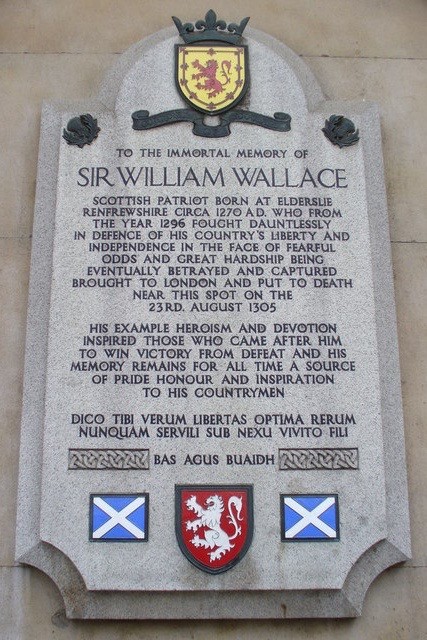 TO THE IMMORTAL MEMORY OF
SIR WILLIAM WALLACE
SCOTTISH PATRIOT BORN AT ELDERSLIE
RENFREWSHIRE CIRCA 1270 A.D. WHO FROM
THE YEAR 1296 FOUGHT DAUNTLESSLY
IN DEFENCE OF HIS COUNTRY'S LIBERTY AND
INDEPENDENCE IN THE FACE OF FEARFUL
ODDS AND GREAT HARDSHIP BEING
EVENTUALLY BETRAYED AND CAPTURED
BROUGHT TO LONDON AND PUT TO DEATH
NEAR THIS SPOT ON THE
23RD. AUGUST 1305
HIS EXAMPLE HEROISM AND DEVOTION
INSPIRED THOSE WHO CAME AFTER HIM
TO WIN VICTORY FROM DEFEAT AND HIS
MEMORY REMAINS FOR ALL TIME A SOURCE
OF PRIDE HONOUR AND INSPIRATION
TO HIS COUNTRYMEN
DICO TIBI VERUM LIBERTAS OPTIMA RERUM
NUNQUAM SERVILI SUB NEXU VIVITO FILI
BAS AGUS BUAIDH